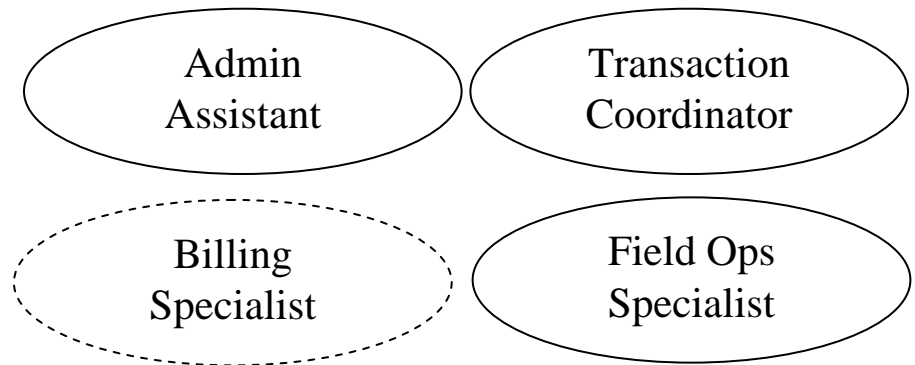 Admin
Assistant
Transaction
Coordinator
Billing
Specialist
Field Ops
Specialist